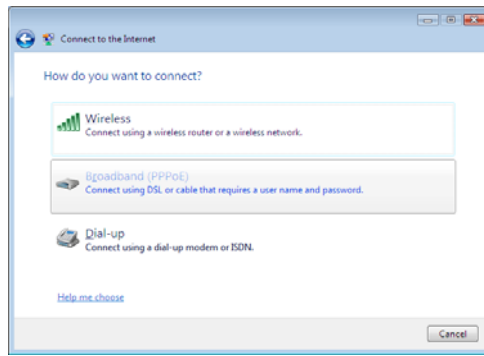 Connect to the Internet
How do you want to connect?
Wireless
Connect using a wireless router or a wireless network.
Broadband (PPPoE)
Connect using DSL or cable that requires a user name and password.
Dial-up
Connect using a dial-up modem or ISDN.
Help me choose
Cancel